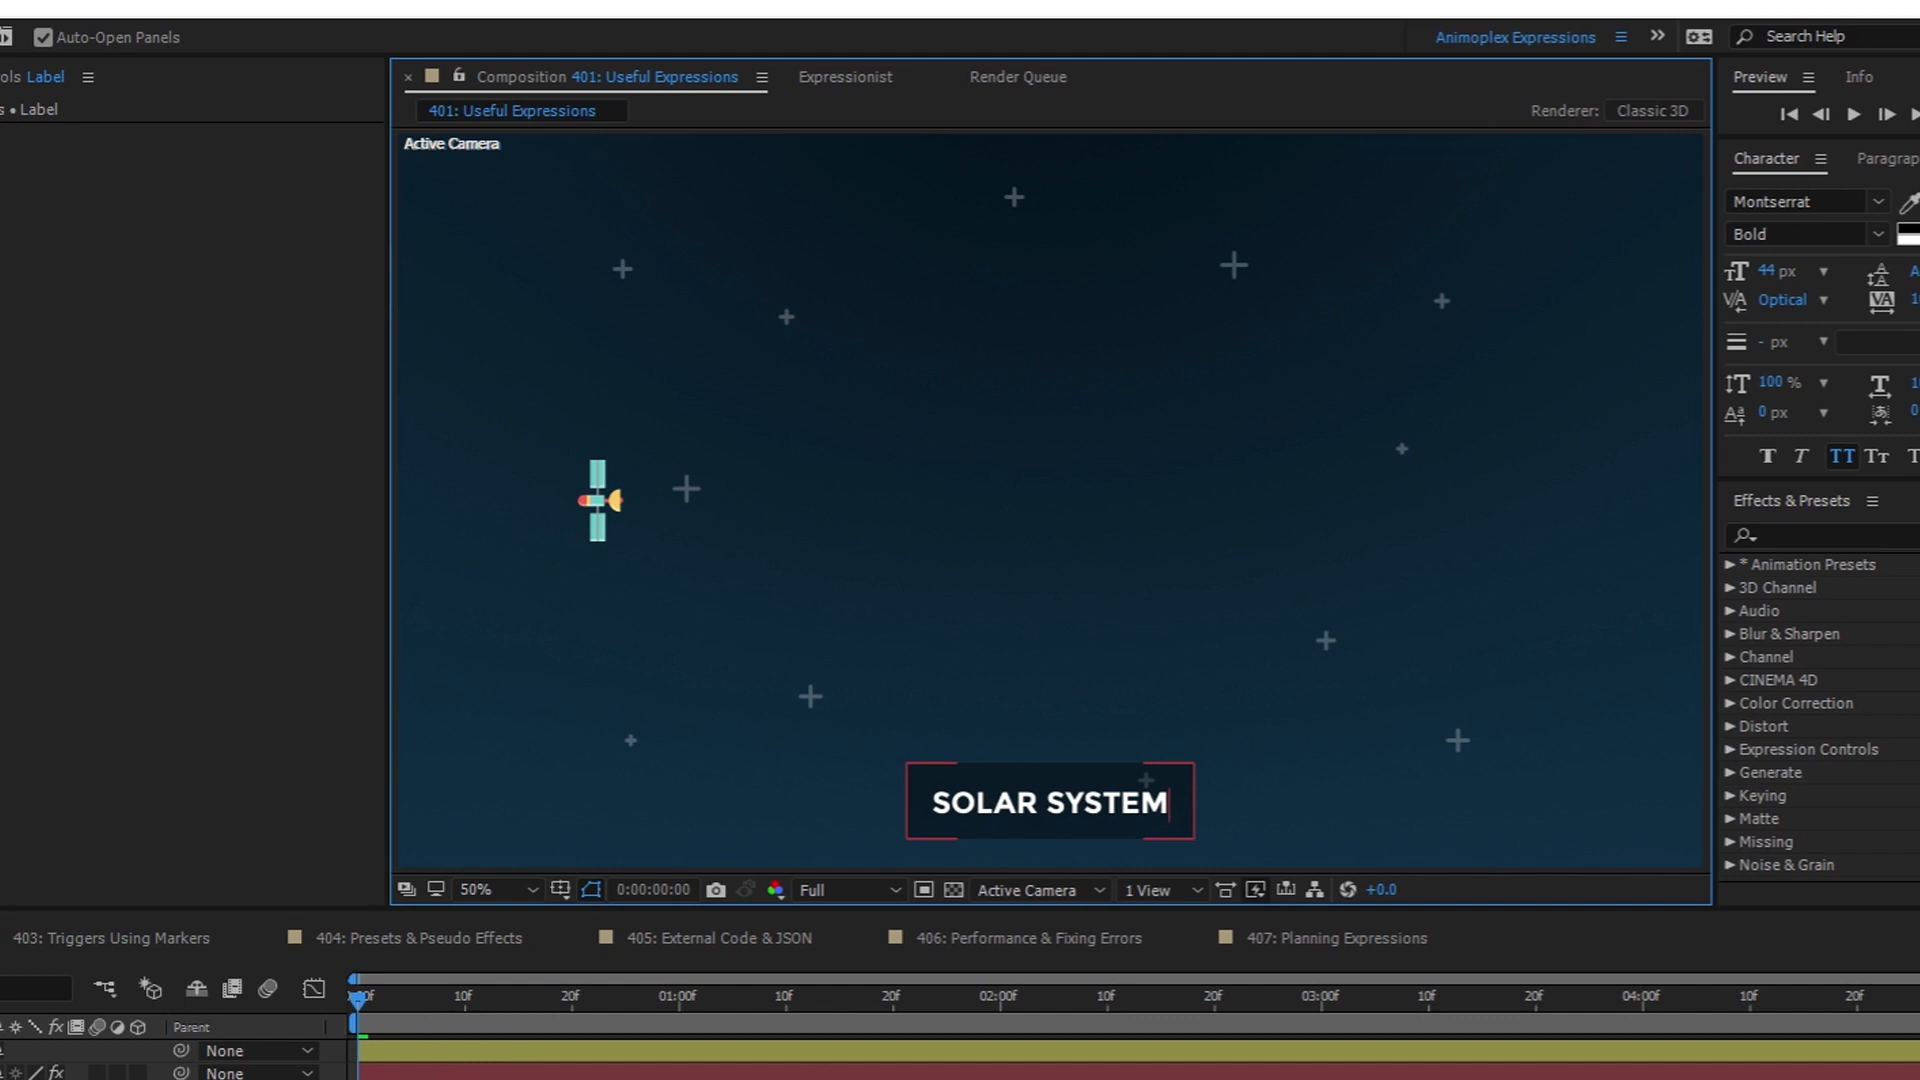 Auto-Open Panels
Animoplex Expressions
Search Help
ols Label
s • Label
Composition 401: Useful Expressions
Expressionist
Render Queue
401: Useful Expressions
Renderer: Classic 3D
Active Camera
Preview
Info
Character
Paragrap
Montserrat
Bold
44 px
Optical
- px
100 %
0 px
Effects & Presets
* Animation Presets
3D Channel
Audio
Blur & Sharpen
Channel
CINEMA 4D
Color Correction
Distort
Expression Controls
Generate
Keying
Matte
Missing
Noise & Grain
SOLAR SYSTEM
50%
0:00:00:00
Full
Active Camera
1 View
+0.0
403: Triggers Using Markers
404: Presets & Pseudo Effects
405: External Code & JSON
406: Performance & Fixing Errors
407: Planning Expressions
10f 20f 01:00f 10f 20f 02:00f 10f 20f 03:00f 10f 20f 04:00f 10f 20f
Parent
None
None